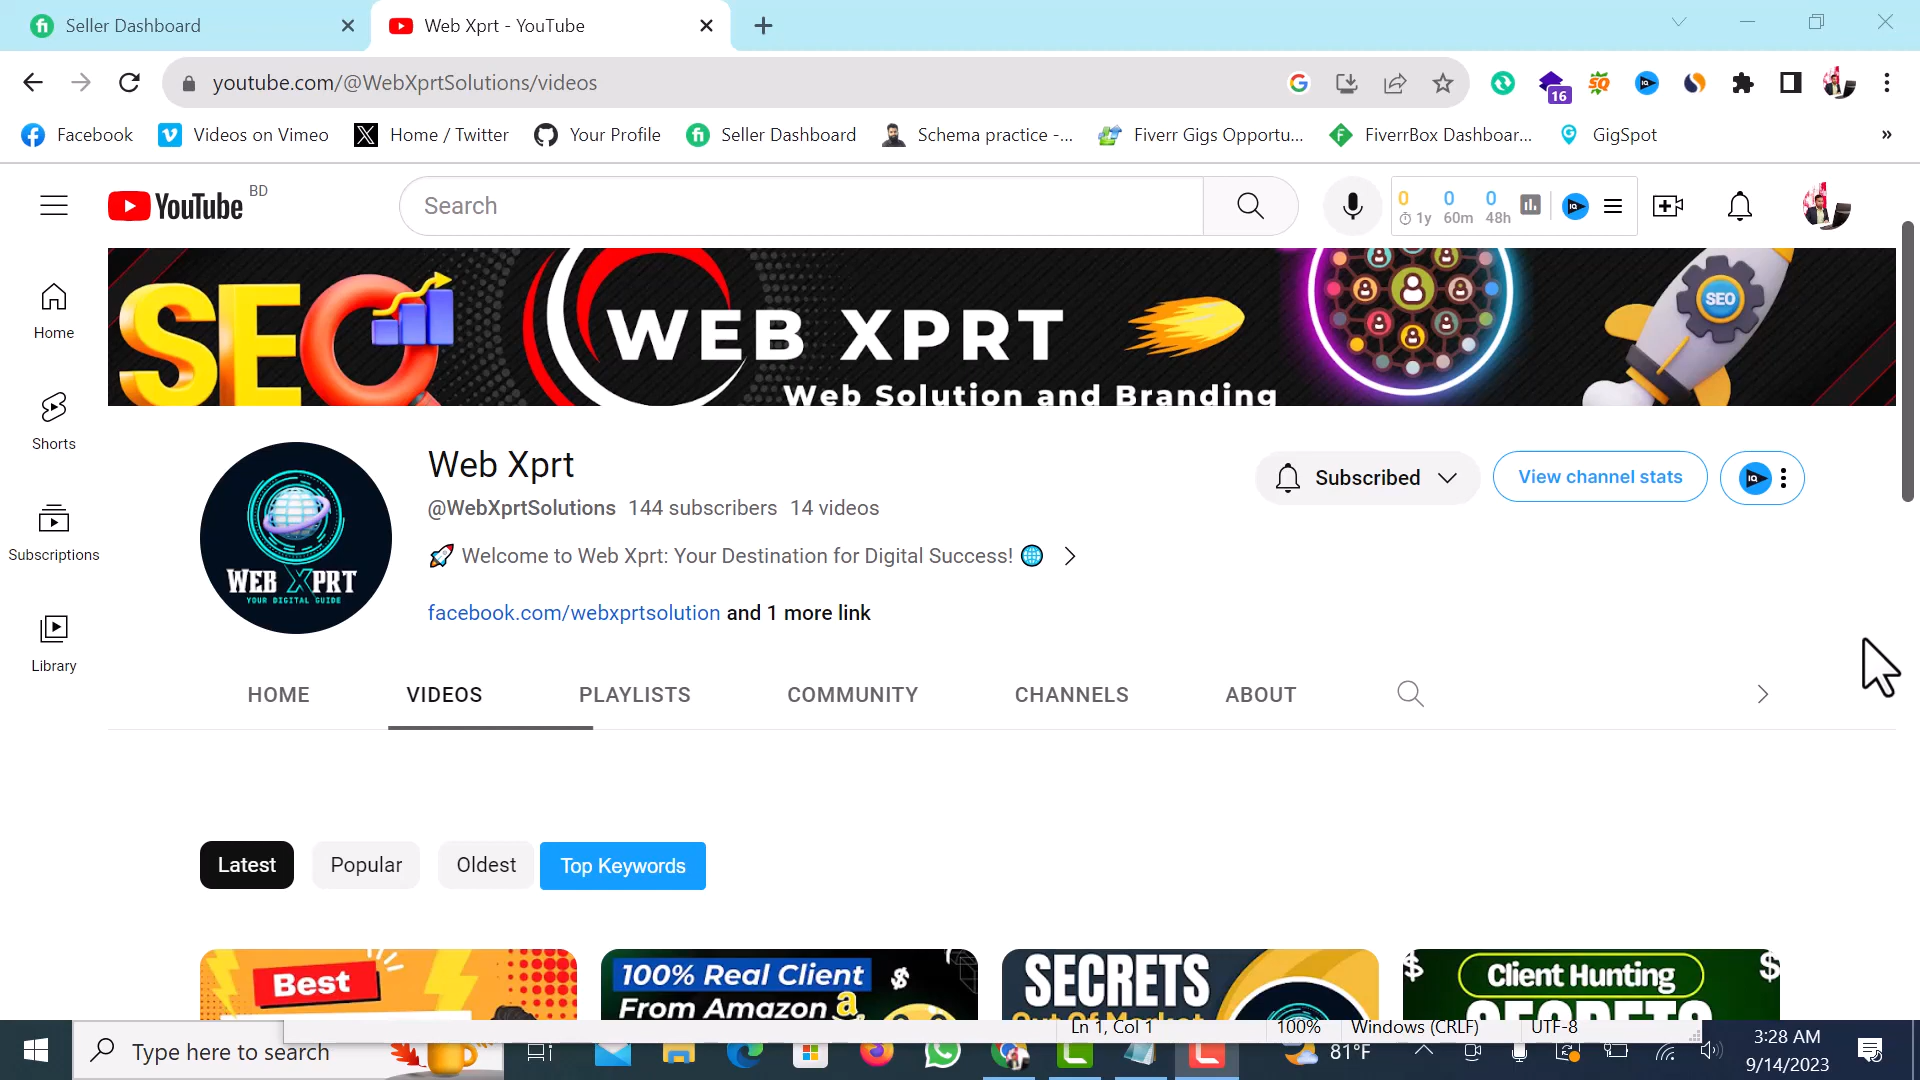 Seller Dashboard
Web Xprt - YouTube
youtube.com/@WebXprtSolutions/videos
16
Facebook
Videos on Vimeo
Home / Twitter
Your Profile
Seller Dashboard
Schema practice -...
Fiverr Gigs Opportu...
FiverrBox Dashboar...
GigSpot
»
YouTube BD
Search
0 0 0
1y 60m 48h
SEO
WEB XPRT
Web Solution and Branding
SEO
Home
Shorts
Subscriptions
Library
WEB XPRT
YOUR DIGITAL GUIDE
Web Xprt
@WebXprtSolutions 144 subscribers 14 videos
Welcome to Web Xprt: Your Destination for Digital Success!
facebook.com/webxprtsolution and 1 more link
Subscribed
View channel stats
HOME
VIDEOS
PLAYLISTS
COMMUNITY
CHANNELS
ABOUT
Latest
Popular
Oldest
Top Keywords
Best
100% Real Client
From Amazon
SECRETS
Out Of Market
Client Hunting
SECRETS
Ln 1, Col 1
100%
Windows (CRLF)
UTF-8
Type here to search
81°F
3:28 AM
9/14/2023